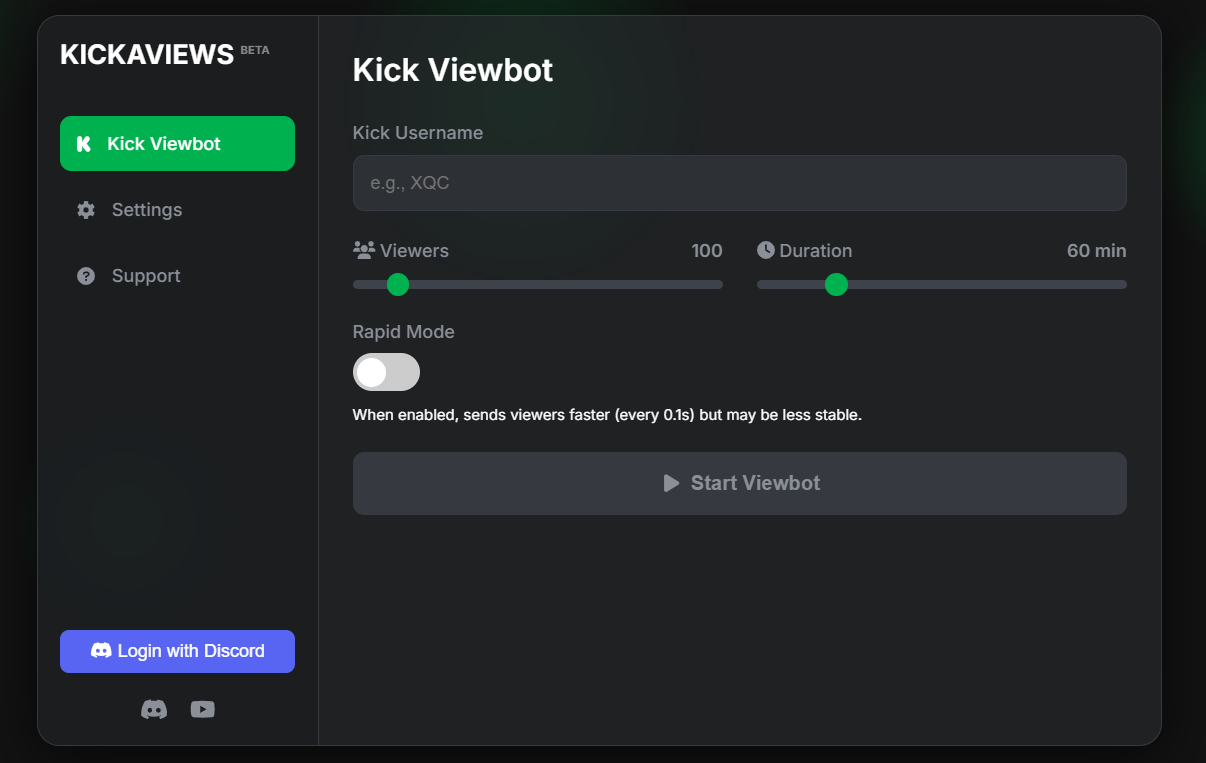 KICKAVIEWS BETA
Kick Viewbot
Settings
Support
Login with Discord
Kick Viewbot
Kick Username
e.g., XQC
Viewers 100
Duration 60 min
Rapid Mode
When enabled, sends viewers faster (every 0.1s) but may be less stable.
Start Viewbot